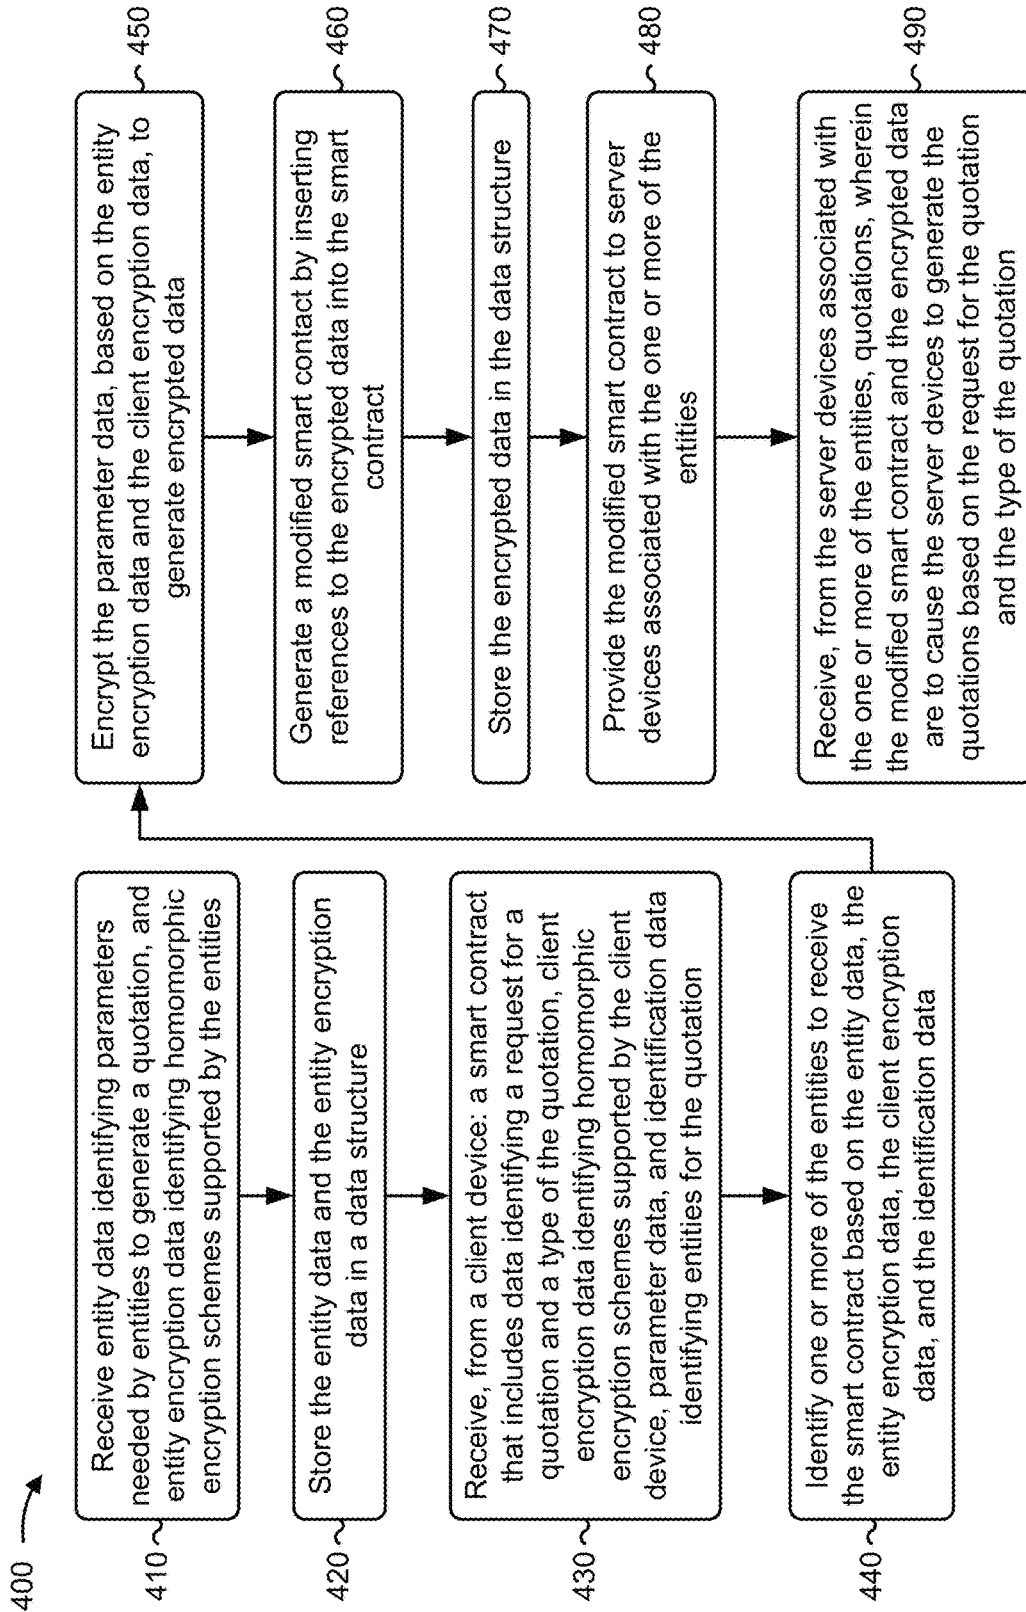 400
410
Receive entity data identifying parameters
needed by entities to generate a quotation, and
entity encryption data identifying homomorphic
encryption schemes supported by the entities
420
Store the entity data and the entity encryption
data in a data structure
430
Receive, from a client device: a smart contract
that includes data identifying a request for a
quotation and a type of the quotation, client
encryption data identifying homomorphic
encryption schemes supported by the client
device, parameter data, and identification data
identifying entities for the quotation
440
Identify one or more of the entities to receive
the smart contract based on the entity data, the
entity encryption data, the client encryption
data, and the identification data
450
Encrypt the parameter data, based on the entity
encryption data and the client encryption data, to
generate encrypted data
460
Generate a modified smart contact by inserting
references to the encrypted data into the smart
contract
470
Store the encrypted data in the data structure
480
Provide the modified smart contract to server
devices associated with the one or more of the
entities
490
Receive, from the server devices associated with
the one or more of the entities, quotations, wherein
the modified smart contract and the encrypted data
are to cause the server devices to generate the
quotations based on the request for the quotation
and the type of the quotation